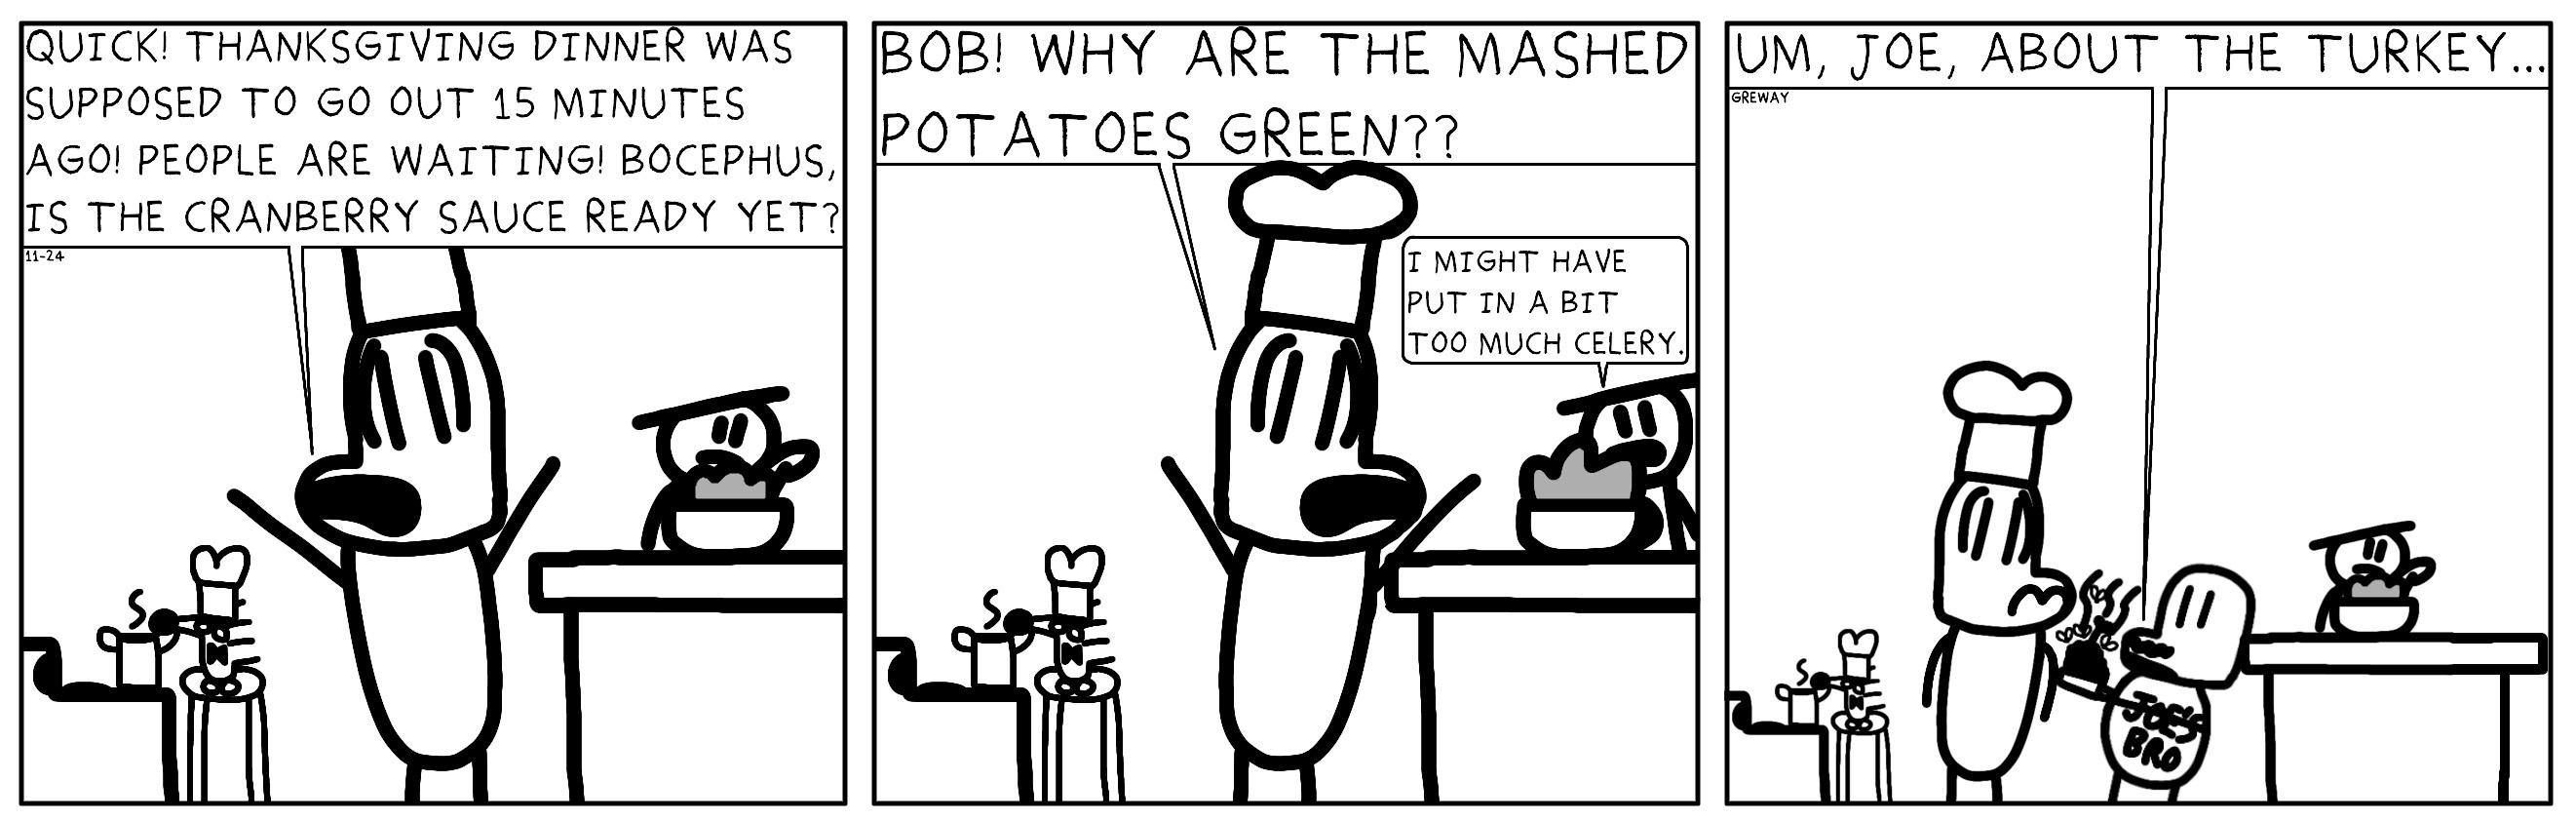 QUICK! THANKSGIVING DINNER WAS
SUPPOSED TO GO OUT 15 MINUTES
AGO! PEOPLE ARE WAITING! BOCEPHUS,
IS THE CRANBERRY SAUCE READY YET?
11-24
BOB! WHY ARE THE MASHED
POTATOES GREEN??
I MIGHT HAVE
PUT IN A BIT
TOO MUCH CELERY.
UM, JOE, ABOUT THE TURKEY...
GREWAY
JOE'S
BRO